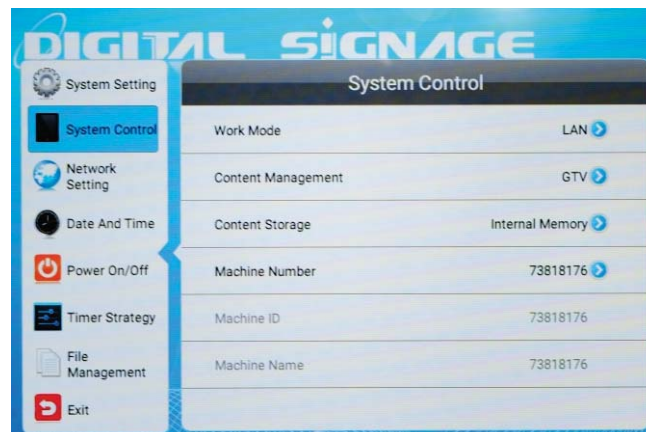 DIGITAL SIGNAGE
System Setting
System Control
Network
Setting
Date And Time
Power On/Off
Timer Strategy
File
Management
Exit
System Control
Work Mode LAN
Content Management GTV
Content Storage Internal Memory
Machine Number 73818176
Machine ID 73818176
Machine Name 73818176